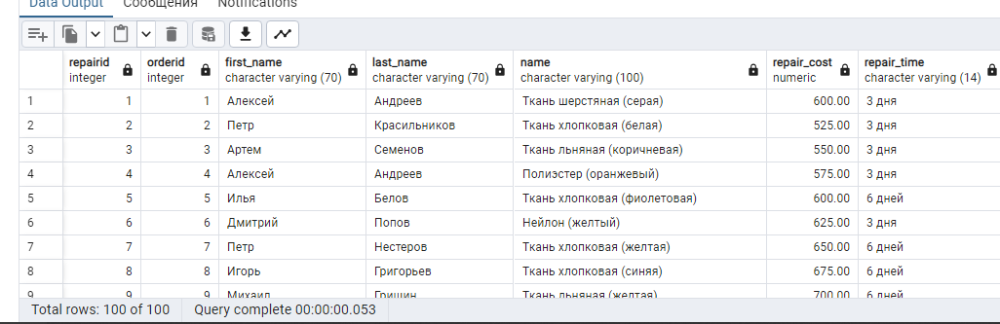 Data Output Сообщения Notifications
repairid orderid first_name last_name name repair_cost repair_time
integer integer character varying (70) character varying (70) character varying (100) numeric character varying (14)
1 1 1 Алексей Андреев Ткань шерстяная (серая) 600.00 3 дня
2 2 2 Петр Красильников Ткань хлопковая (белая) 525.00 3 дня
3 3 3 Артем Семенов Ткань льняная (коричневая) 550.00 3 дня
4 4 4 Алексей Андреев Полиэстер (оранжевый) 575.00 3 дня
5 5 5 Илья Белов Ткань хлопковая (фиолетовая) 600.00 6 дней
6 6 6 Дмитрий Попов Нейлон (желтый) 625.00 3 дня
7 7 7 Петр Нестеров Ткань хлопковая (желтая) 650.00 6 дней
8 8 8 Игорь Григорьев Ткань хлопковая (синяя) 675.00 6 дней
9 9 9 Михаил Гришин Ткань льняная (желтая) 700.00 6 дней
Total rows: 100 of 100 Query complete 00:00:00.053